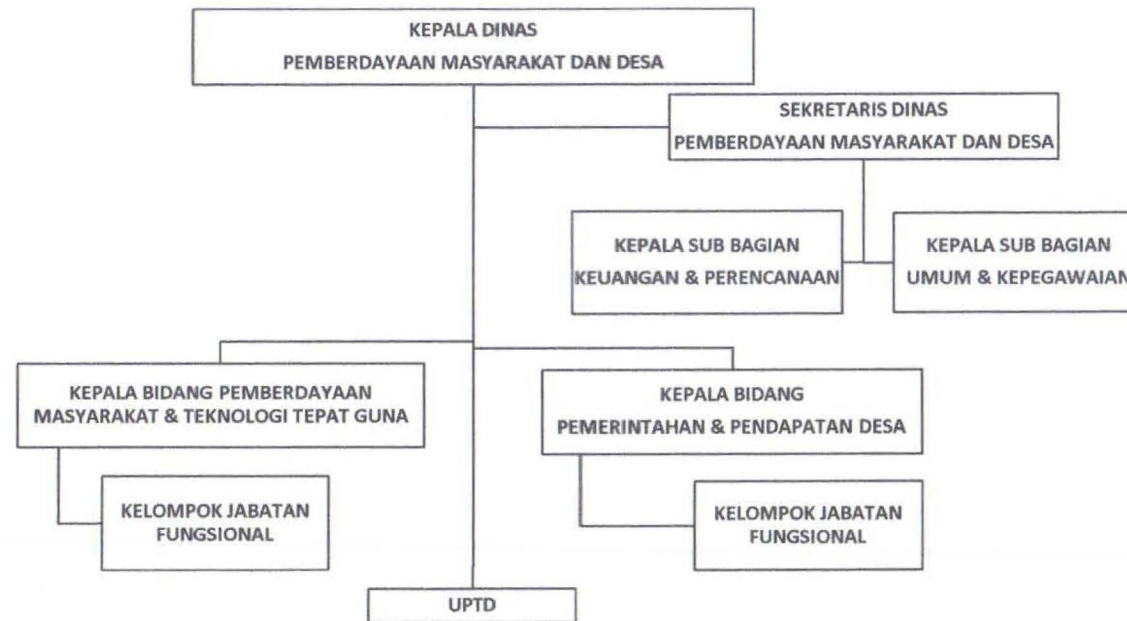 KEPALA DINAS
PEMBERDAYAAN MASYARAKAT DAN DESA
SEKRETARIS DINAS
PEMBERDAYAAN MASYARAKAT DAN DESA
KEPALA SUB BAGIAN
KEUANGAN & PERENCANAAN
KEPALA SUB BAGIAN
UMUM & KEPEGAWAIAN
KEPALA BIDANG PEMBERDAYAAN
MASYARAKAT & TEKNOLOGI TEPAT GUNA
KEPALA BIDANG
PEMERINTAHAN & PENDAPATAN DESA
KELOMPOK JABATAN
FUNGSIONAL
KELOMPOK JABATAN
FUNGSIONAL
UPTD